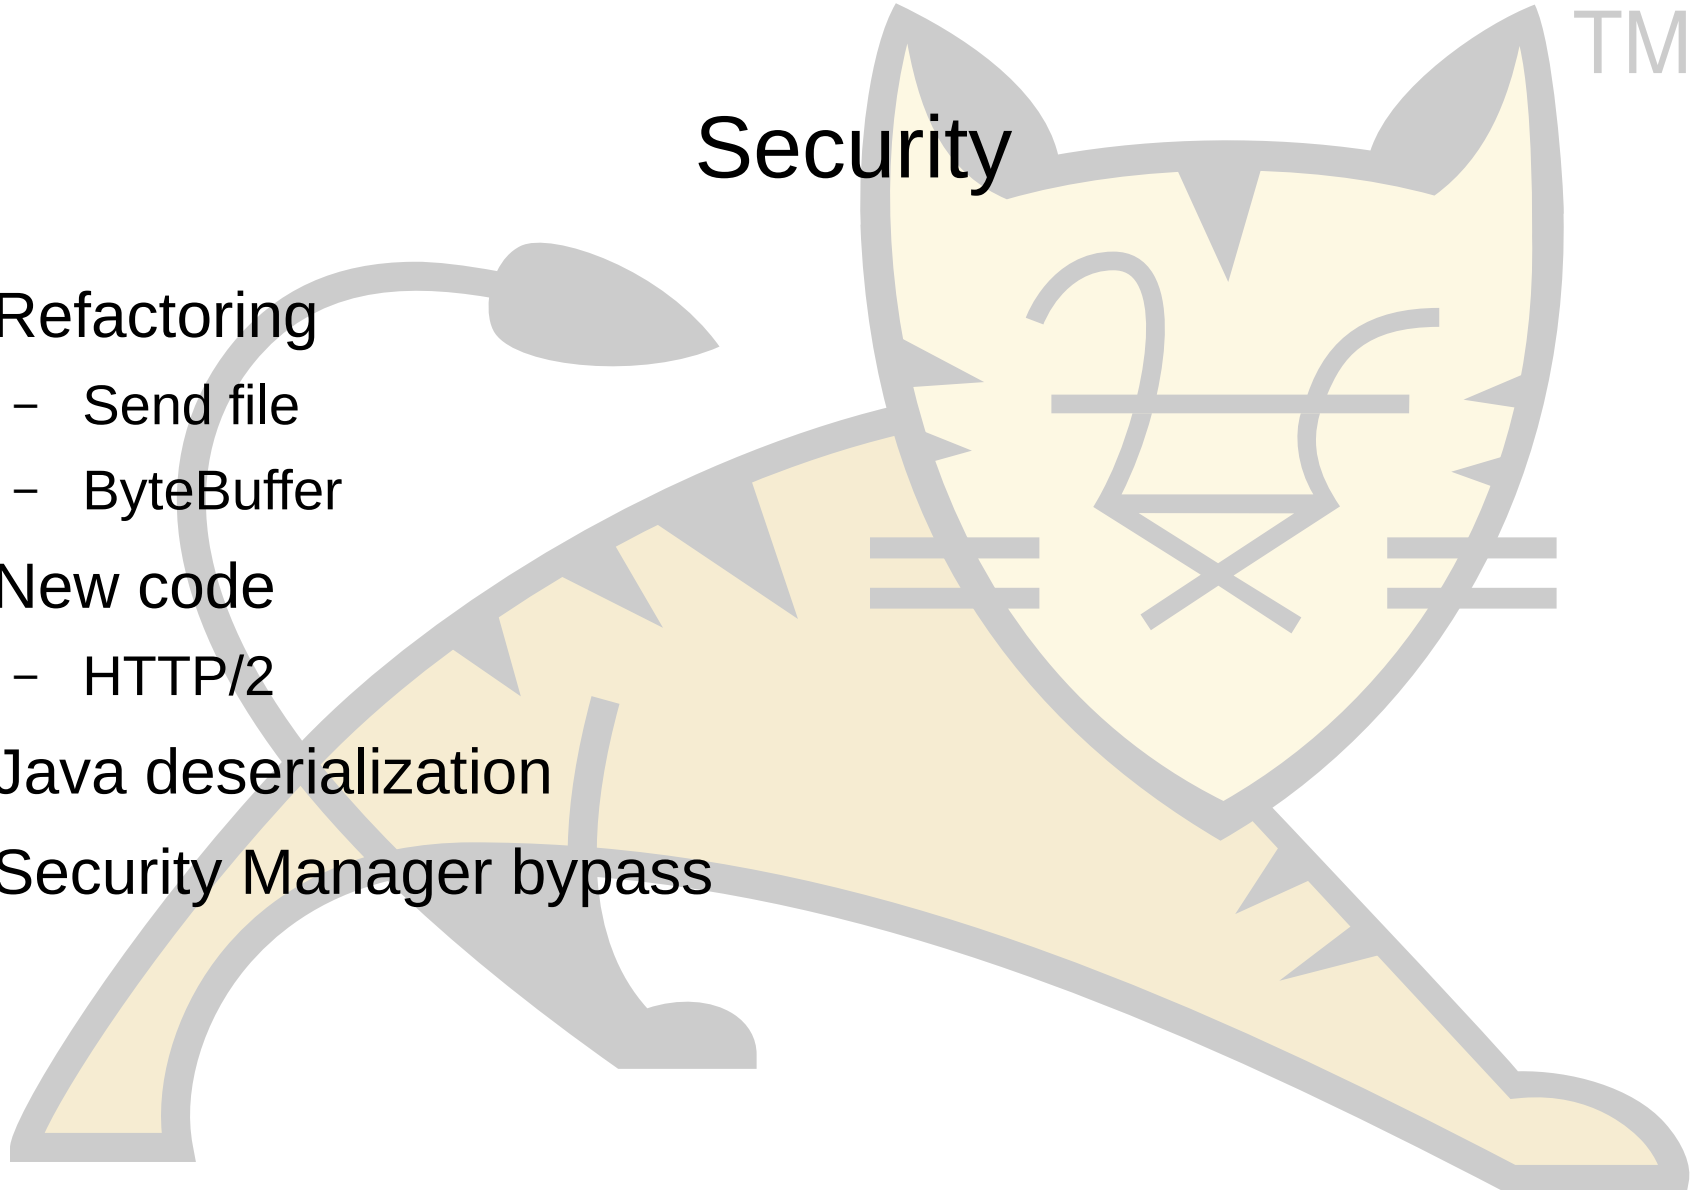 TM
Security
Refactoring
– Send file
– ByteBuffer
New code
– HTTP/2
Java deserialization
Security Manager bypass